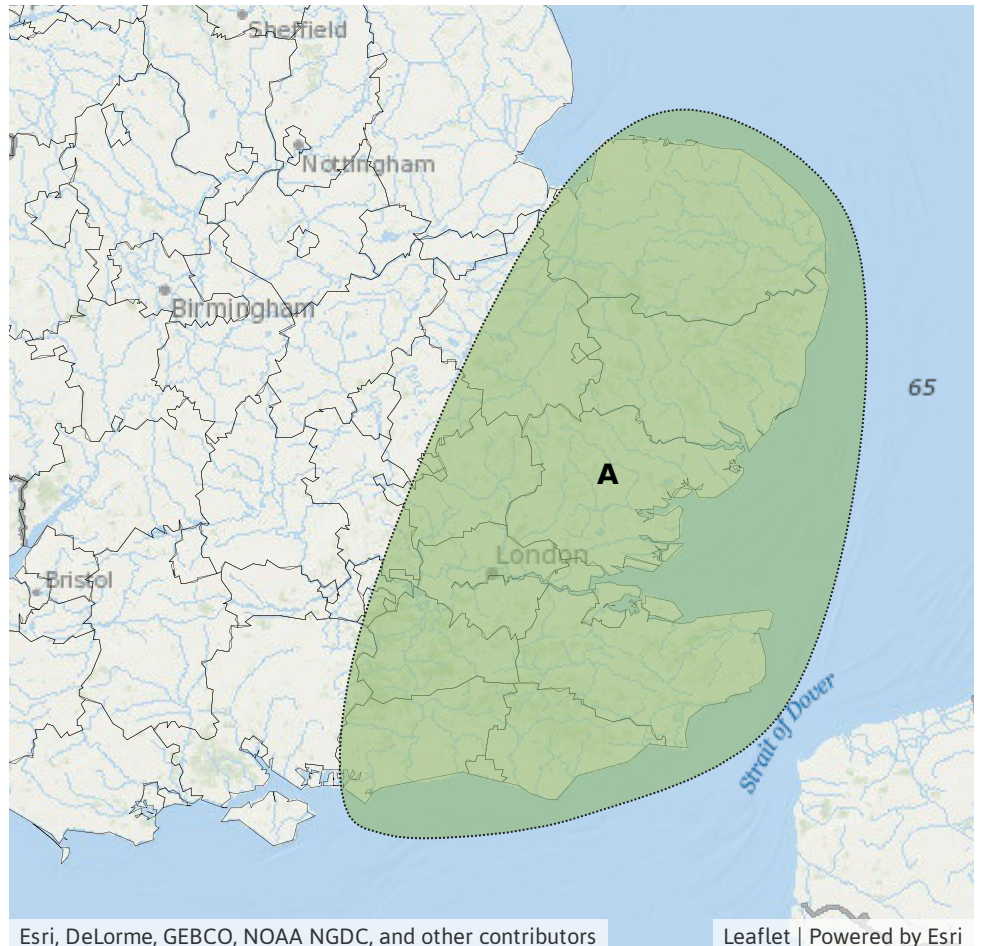 Sheffield
Nottingham
Birmingham
65
A
London
Bristol
Strait of Dover
Esri, DeLorme, GEBCO, NOAA NGDC, and other contributors
Leaflet | Powered by Esri